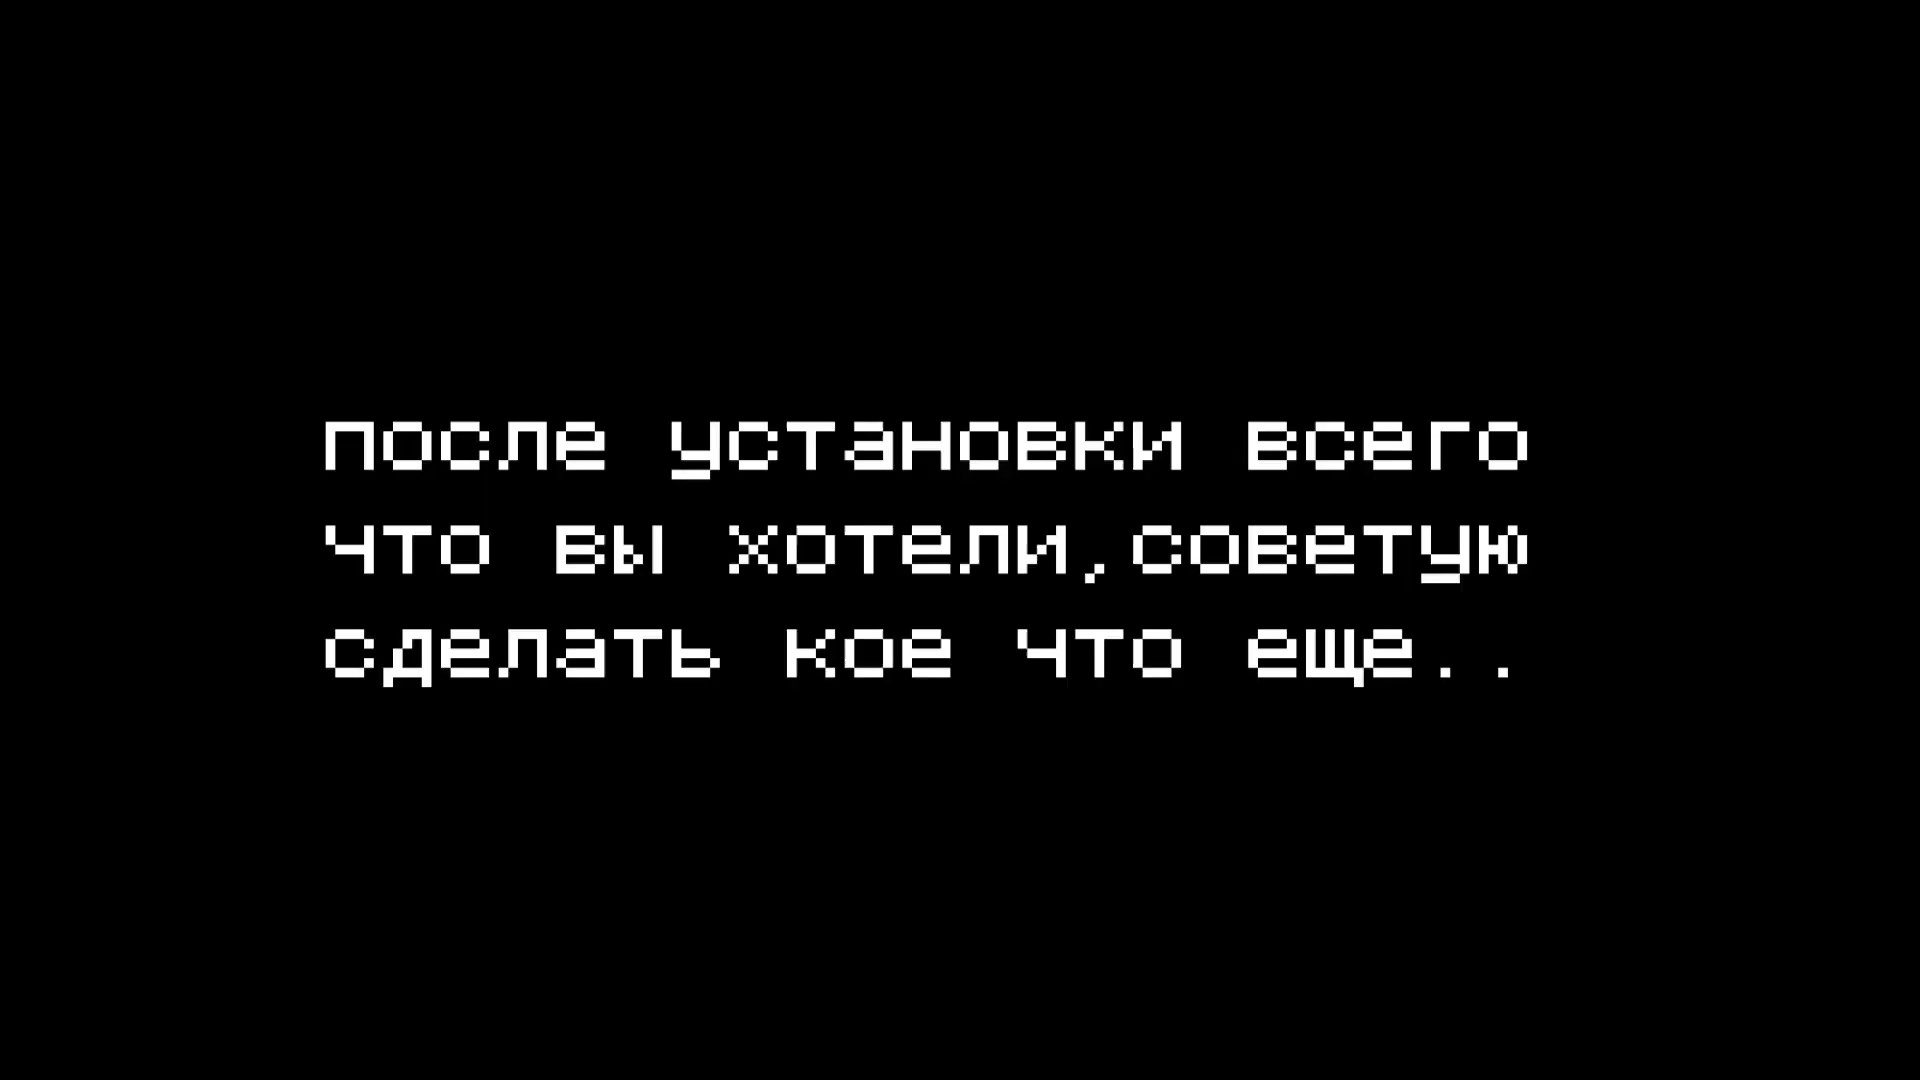 после установки всего
что вы хотели,советую
сделать кое что еще..